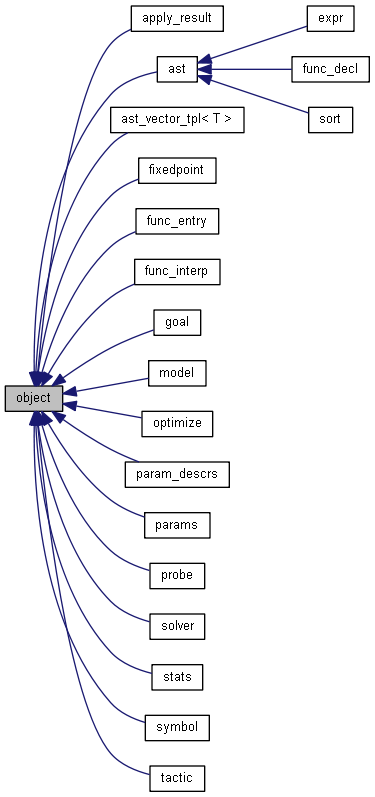 apply_result
expr
ast
func_decl
sort
ast_vector_tpl< T >
fixedpoint
func_entry
func_interp
goal
model
object
optimize
param_descrs
params
probe
solver
stats
symbol
tactic